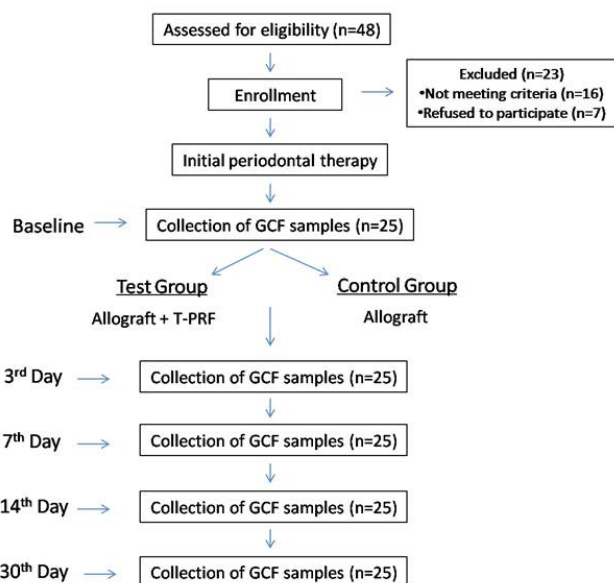 Assessed for eligibility (n=48)
Enrollment
Excluded (n=23)
•Not meeting criteria (n=16)
•Refused to participate (n=7)
Initial periodontal therapy
Baseline
Collection of GCF samples (n=25)
Test Group
Allograft + T-PRF
Control Group
Allograft
3rd Day
Collection of GCF samples (n=25)
7th Day
Collection of GCF samples (n=25)
14th Day
Collection of GCF samples (n=25)
30th Day
Collection of GCF samples (n=25)